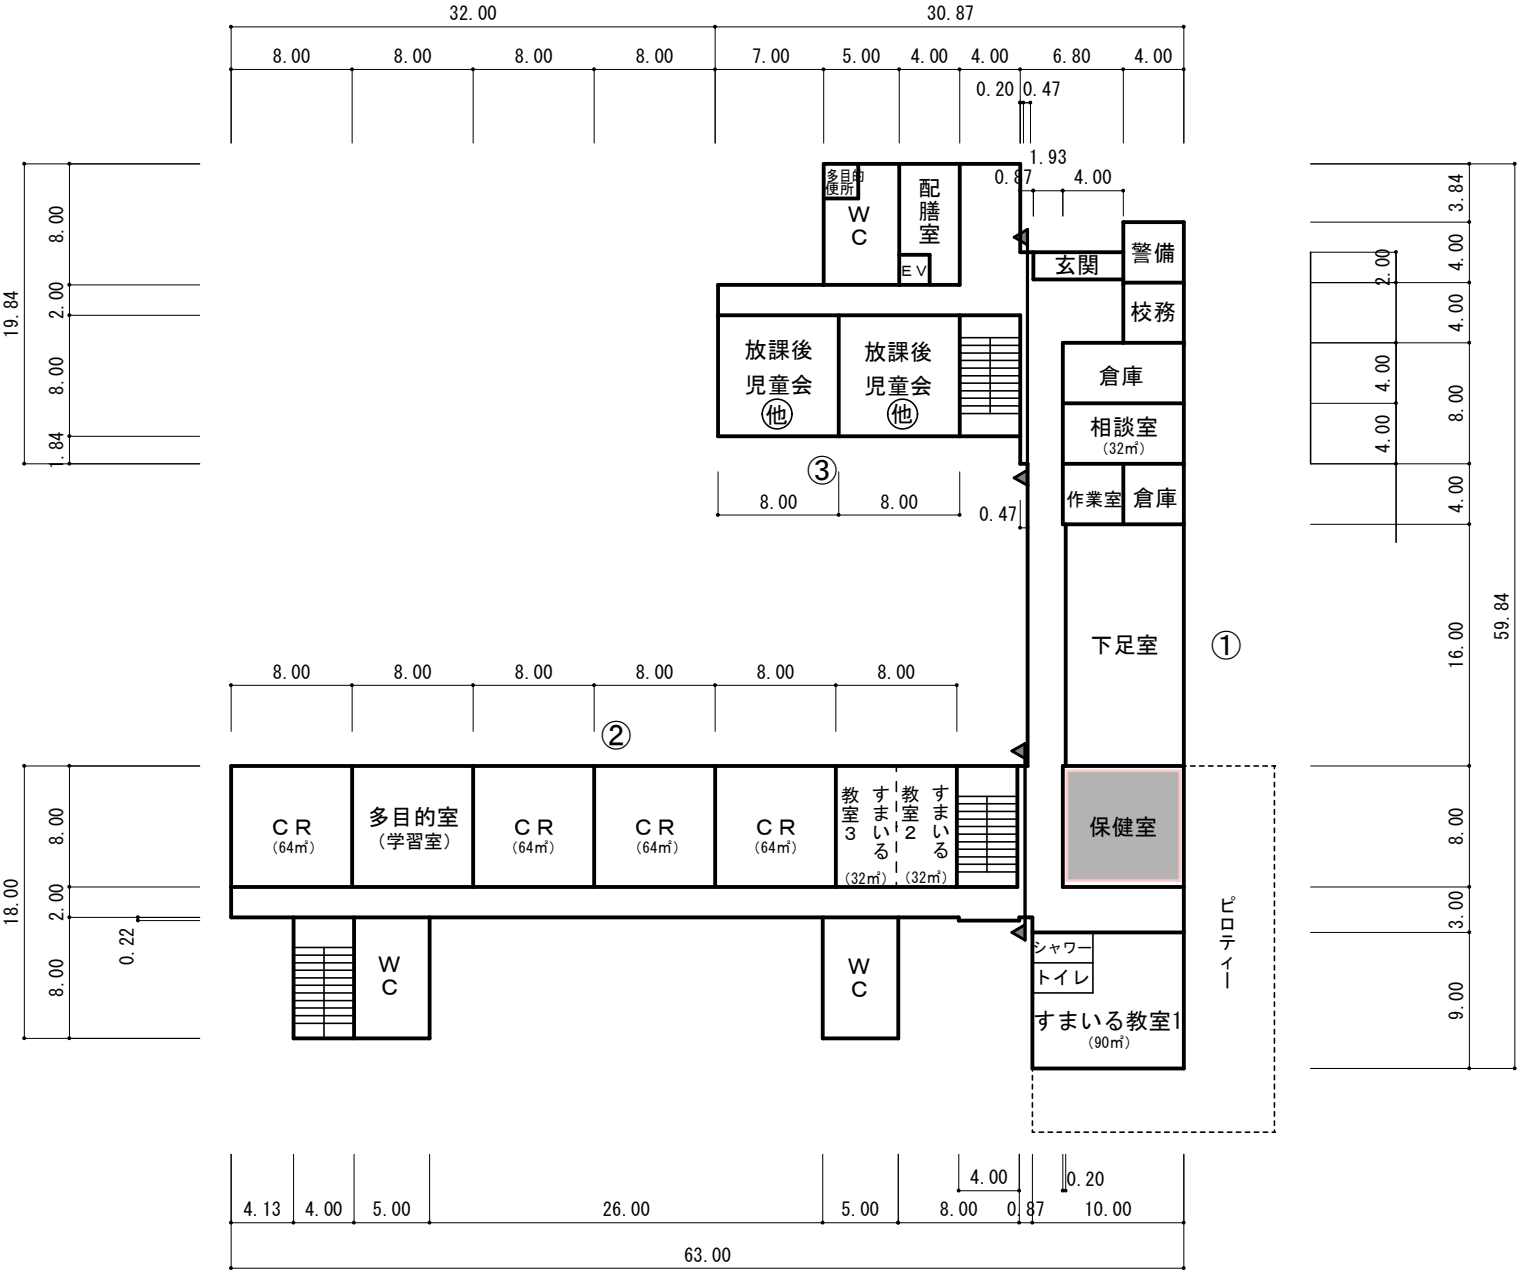 32.00
30.87
8.00
8.00
8.00
8.00
7.00
5.00
4.00
4.00
6.80
4.00
0.20
0.47
1.93
0.87
4.00
多目的
便所
WC
配膳室
EV
玄関
警備
校務
倉庫
相談室
(32㎡)
作業室
倉庫
放課後
児童会
他
放課後
児童会
他
③
8.00
8.00
0.47
下足室
①
8.00
2.00
8.00
1.84
19.84
3.84
4.00
4.00
8.00
4.00
16.00
8.00
3.00
9.00
59.84
2.00
4.00
4.00
8.00
8.00
8.00
8.00
8.00
8.00
②
CR
(64㎡)
多目的室
(学習室)
CR
(64㎡)
CR
(64㎡)
CR
(64㎡)
すまいる
教室3
(32㎡)
すまいる
教室2
(32㎡)
保健室
ピロティー
シャワー
トイレ
すまいる教室1
(90㎡)
WC
WC
8.00
2.00
8.00
18.00
0.22
4.00
0.20
4.13
4.00
5.00
26.00
5.00
8.00
0.87
10.00
63.00